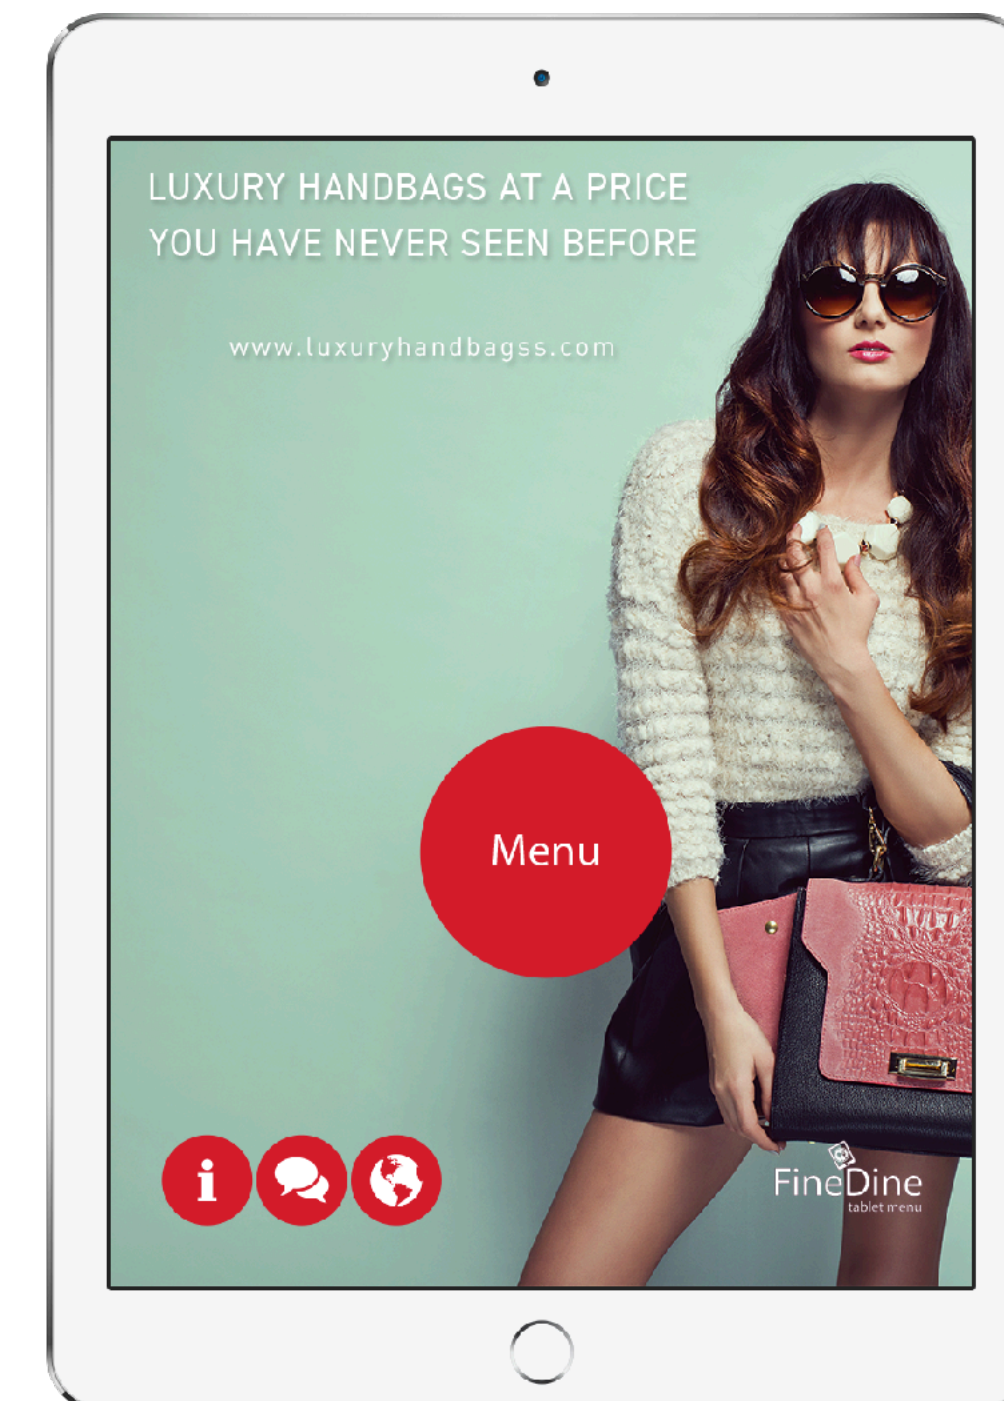 LUXURY HANDBAGS AT A PRICE
YOU HAVE NEVER SEEN BEFORE
www.luxuryhandbagss.com
Menu
i
FineDine
tablet menu